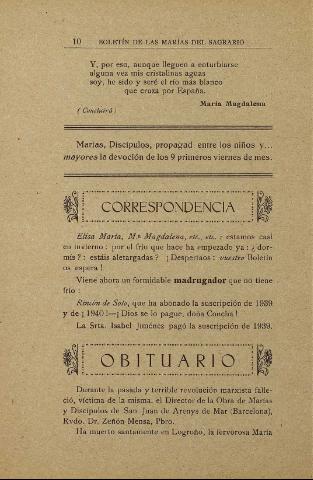 10 BOLETÍN DE LAS MARÍAS DEL SAGRARIO
Y, por eso, aunque lleguen a enturbiarse
alguna vez mis cristalinas aguas
soy, he sido y seré el río más blanco
que cruza por España.
María Magdalena
(Concluirá)
Marías, Discípulos, propagad entre los niños y...
mayores la devoción de los 9 primeros viernes de mes.
CORRESPONDENCIA
Elisa María, M.ª Magdalena, etc., etc. : estamos casi
en invierno : por el frío que hace ha empezado ya : ¿dor-
mís? : estáis aletargadas? ¡Despertaos : vuestro Boletín
os espera!
Viene ahora un formidable madrugador que no tiene
frío :
Rincón de Soto, que ha abonado la suscripción de 1939
y de ¡1940!—¡Dios se lo pague, doña Concha!
La Srta. Isabel Jiménez pagó la suscripción de 1939.
OBITUARIO
Durante la pasada y terrible revolución marxista falle-
ció, víctima de la misma, el Director de la Obra de Marías
y Discípulos de San Juan de Arenys de Mar (Barcelona),
Rvdo. Dr. Zenón Mensa, Pbro.
Ha muerto santamente en Logroño, la fervorosa María